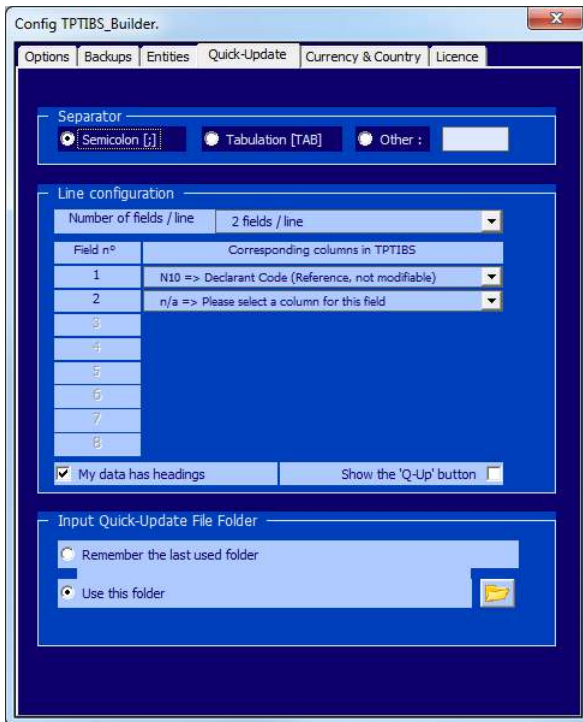 Config TPTIBS_Builder.
Options Backups Entities Quick-Update Currency & Country Licence
Separator
Semicolon [;] Tabulation [TAB] Other :
Line configuration
Number of fields / line 2 fields / line
Field n° Corresponding columns in TPTIBS
1 N10 => Declarant Code (Reference, not modifiable)
2 n/a => Please select a column for this field
3
4
5
6
7
8
My data has headings Show the 'Q-Up' button
Input Quick-Update File Folder
Remember the last used folder
Use this folder